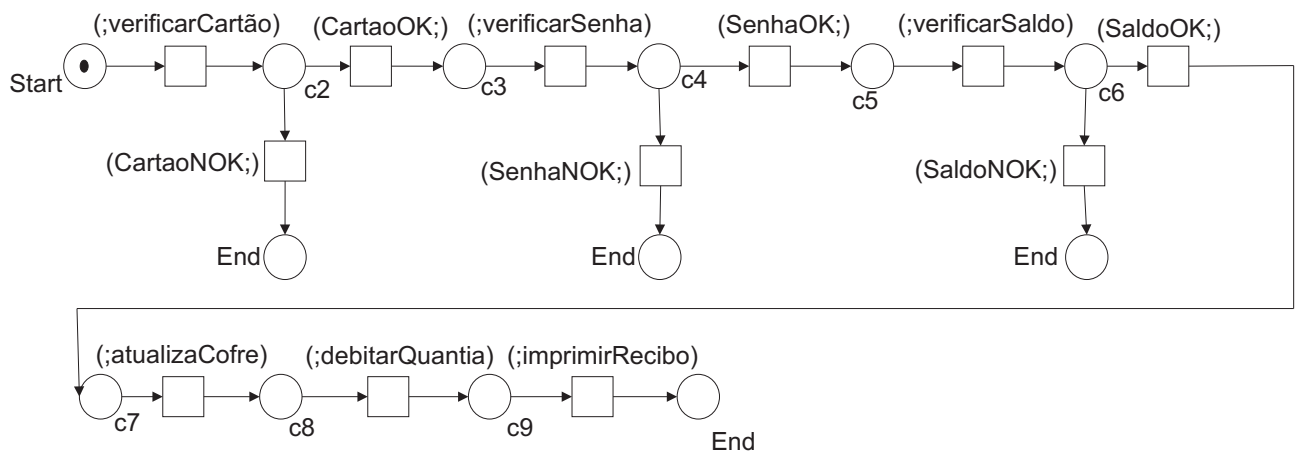 (;verificarCartão)
(CartaoOK;)
(;verificarSenha)
(SenhaOK;)
(;verificarSaldo)
(SaldoOK;)
Start
c2
c3
c4
c5
c6
(CartaoNOK;)
(SenhaNOK;)
(SaldoNOK;)
End
End
End
(;atualizaCofre)
(;debitarQuantia)
(;imprimirRecibo)
c7
c8
c9
End